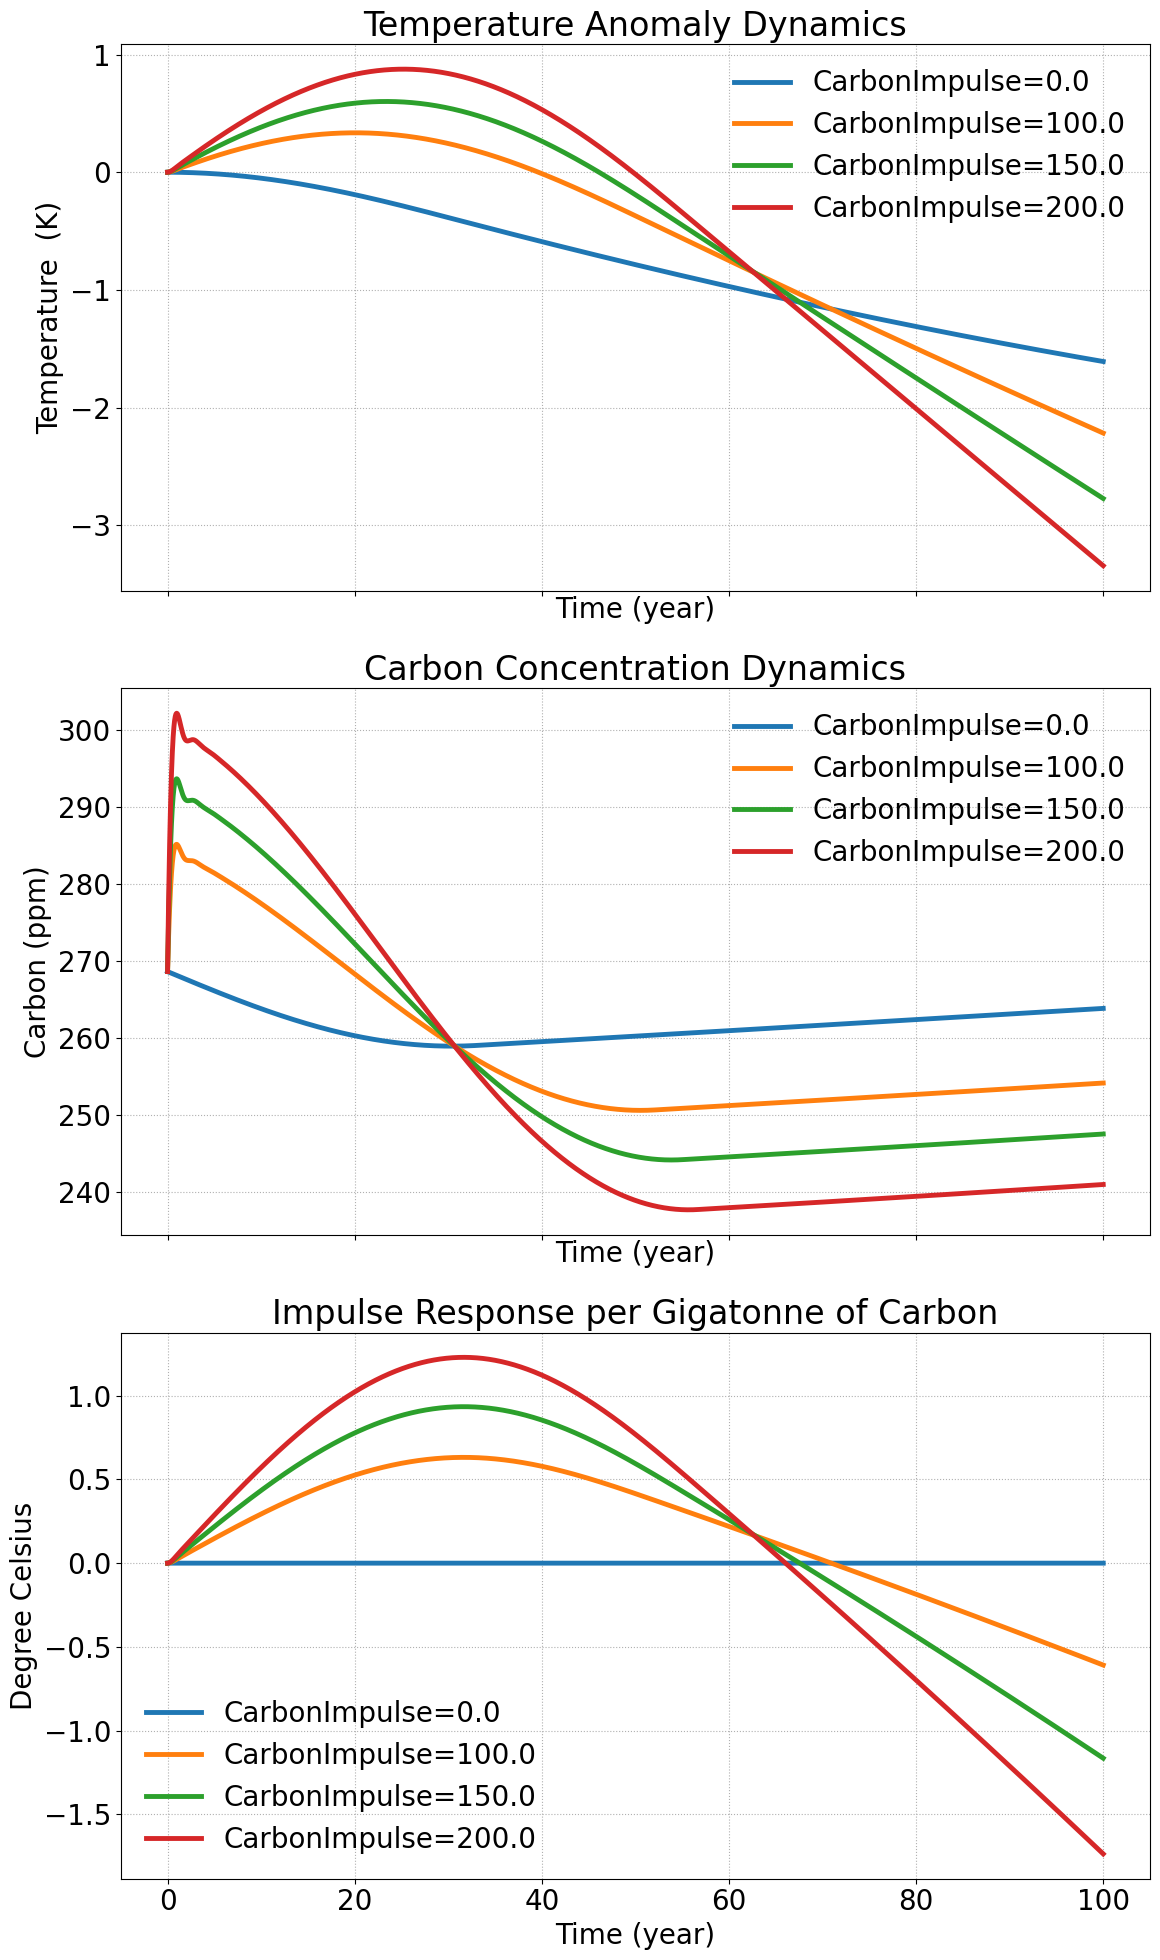 Temperature Anomaly Dynamics
1
0
−1
−2
−3
Temperature  (K)
CarbonImpulse=0.0
CarbonImpulse=100.0
CarbonImpulse=150.0
CarbonImpulse=200.0
Time (year)
Carbon Concentration Dynamics
300
290
280
270
260
250
240
Carbon (ppm)
CarbonImpulse=0.0
CarbonImpulse=100.0
CarbonImpulse=150.0
CarbonImpulse=200.0
Time (year)
Impulse Response per Gigatonne of Carbon
1.0
0.5
0.0
−0.5
−1.0
−1.5
Degree Celsius
CarbonImpulse=0.0
CarbonImpulse=100.0
CarbonImpulse=150.0
CarbonImpulse=200.0
0 20 40 60 80 100
Time (year)